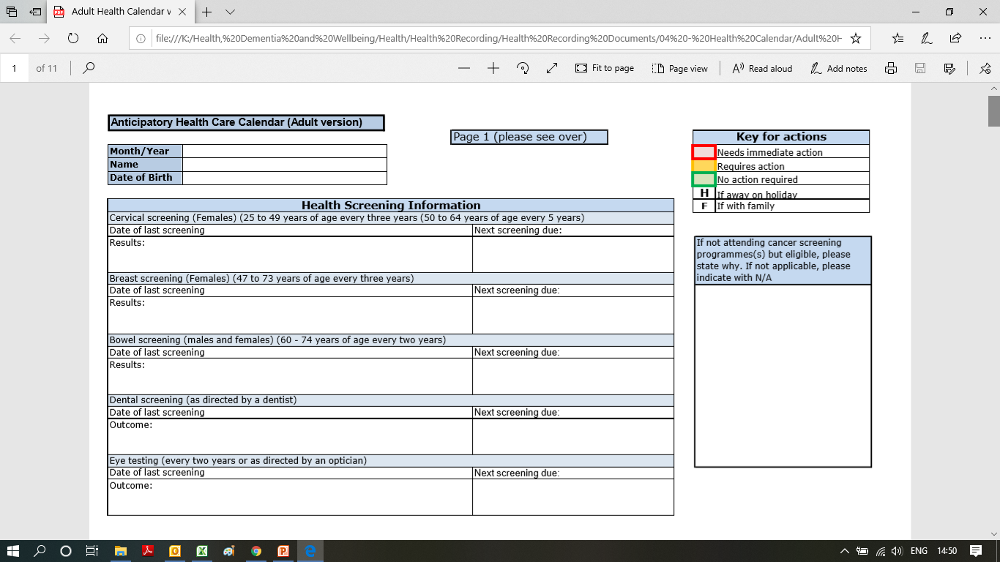 Adult Health Calendar v
file:///K:/Health,%20Dementia%20and%20Wellbeing/Health/Health%20Recording/Health%20Recording%20Documents/04%20-%20Health%20Calendar/Adult%20H
1 of 11
Fit to page
Page view
Read aloud
Add notes
Anticipatory Health Care Calendar (Adult version)
Page 1 (please see over)
Month/Year
Name
Date of Birth
Key for actions
Needs immediate action
Requires action
No action required
H If away on holiday
F If with family
Health Screening Information
Cervical screening (Females) (25 to 49 years of age every three years (50 to 64 years of age every 5 years)
Date of last screening Next screening due:
Results:
Breast screening (Females) (47 to 73 years of age every three years)
Date of last screening Next screening due:
Results:
Bowel screening (males and females) (60 - 74 years of age every two years)
Date of last screening Next screening due:
Results:
Dental screening (as directed by a dentist)
Date of last screening Next screening due:
Outcome:
Eye testing (every two years or as directed by an optician)
Date of last screening Next screening due:
Outcome:
If not attending cancer screening
programmes(s) but eligible, please
state why. If not applicable, please
indicate with N/A
ENG 14:50